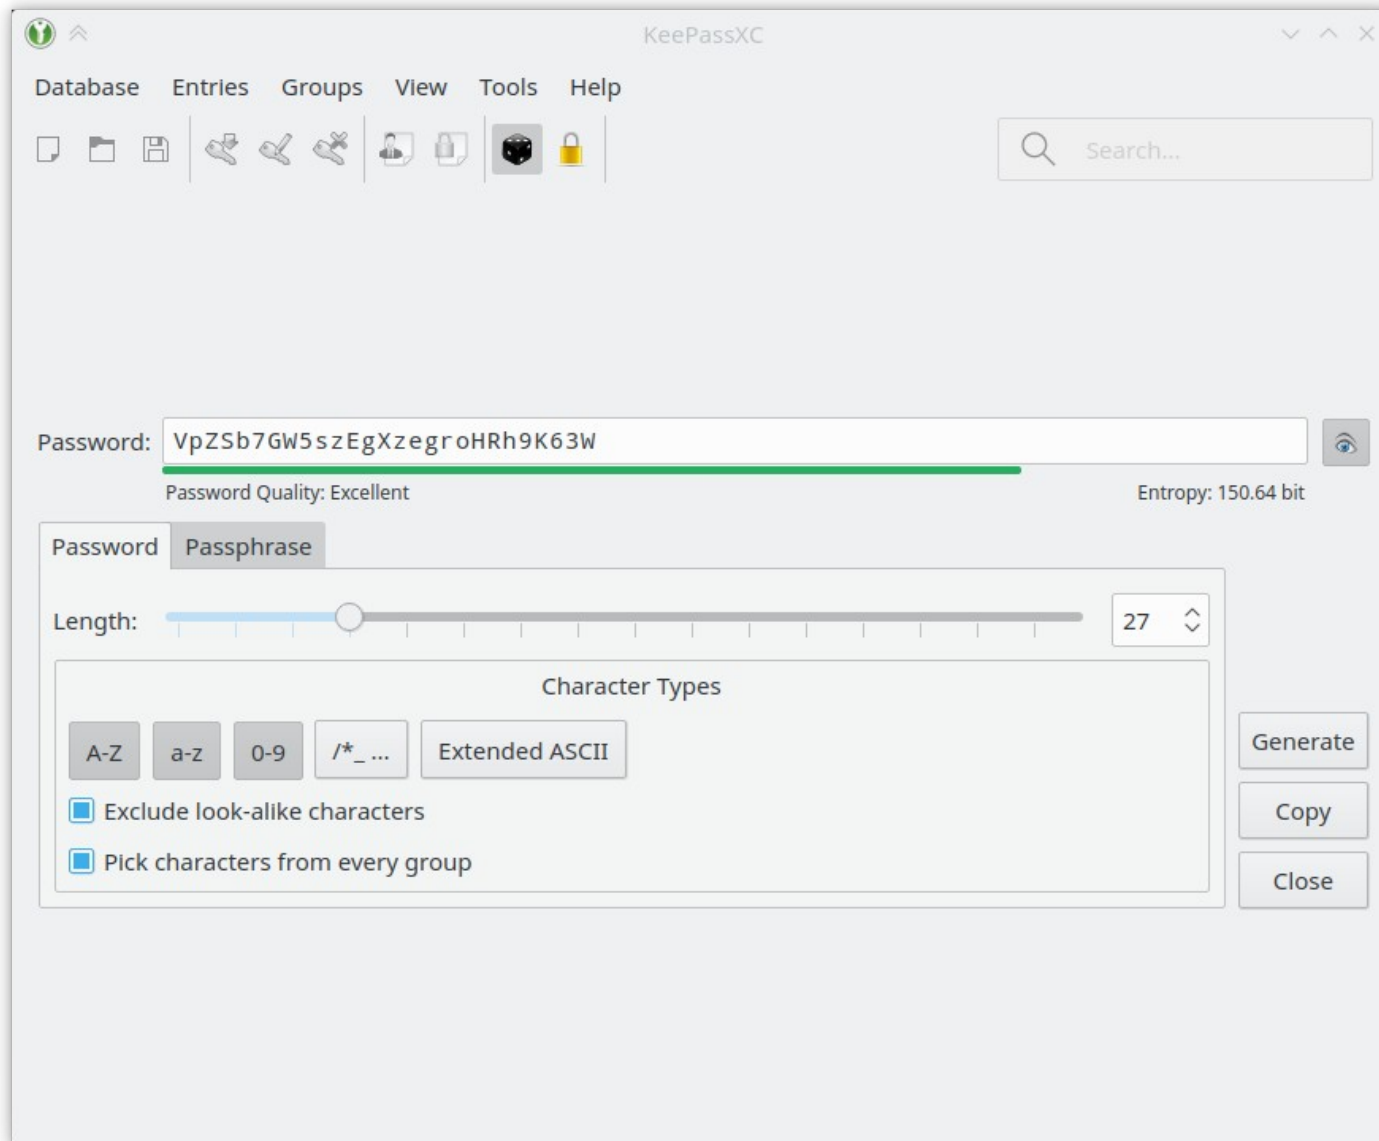 KeePassXC
Database Entries Groups View Tools Help
Search...
Password: VpZSb7GW5szEgXzegroHRh9K63W
Password Quality: Excellent Entropy: 150.64 bit
Password Passphrase
Length: 27
Character Types
A-Z a-z 0-9 /*_ ... Extended ASCII
Generate
Exclude look-alike characters
Copy
Pick characters from every group
Close